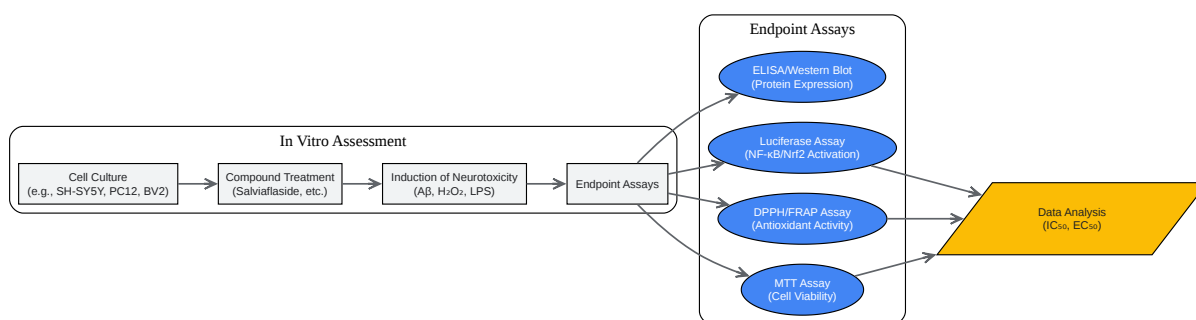 In Vitro Assessment
Cell Culture
(e.g., SH-SY5Y, PC12, BV2)
Compound Treatment
(Salviaflaside, etc.)
Induction of Neurotoxicity
(Aβ, H₂O₂, LPS)
Endpoint Assays
Endpoint Assays
ELISA/Western Blot
(Protein Expression)
Luciferase Assay
(NF-κB/Nrf2 Activation)
DPPH/FRAP Assay
(Antioxidant Activity)
MTT Assay
(Cell Viability)
Data Analysis
(IC₅₀, EC₅₀)